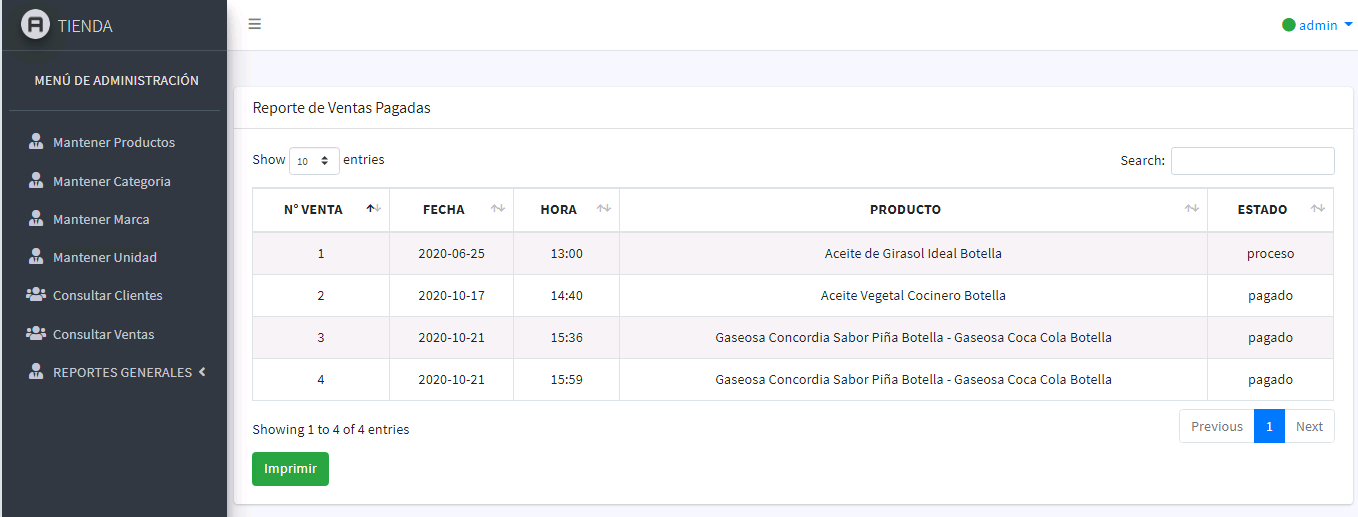 TIENDA
admin
MENÚ DE ADMINISTRACIÓN
Mantener Productos
Mantener Categoria
Mantener Marca
Mantener Unidad
Consultar Clientes
Consultar Ventas
REPORTES GENERALES
Reporte de Ventas Pagadas
Show 10 entries
Search:
N° VENTA FECHA HORA PRODUCTO ESTADO
1 2020-06-25 13:00 Aceite de Girasol Ideal Botella proceso
2 2020-10-17 14:40 Aceite Vegetal Cocinero Botella pagado
3 2020-10-21 15:36 Gaseosa Concordia Sabor Piña Botella - Gaseosa Coca Cola Botella pagado
4 2020-10-21 15:59 Gaseosa Concordia Sabor Piña Botella - Gaseosa Coca Cola Botella pagado
Showing 1 to 4 of 4 entries
Previous 1 Next
Imprimir